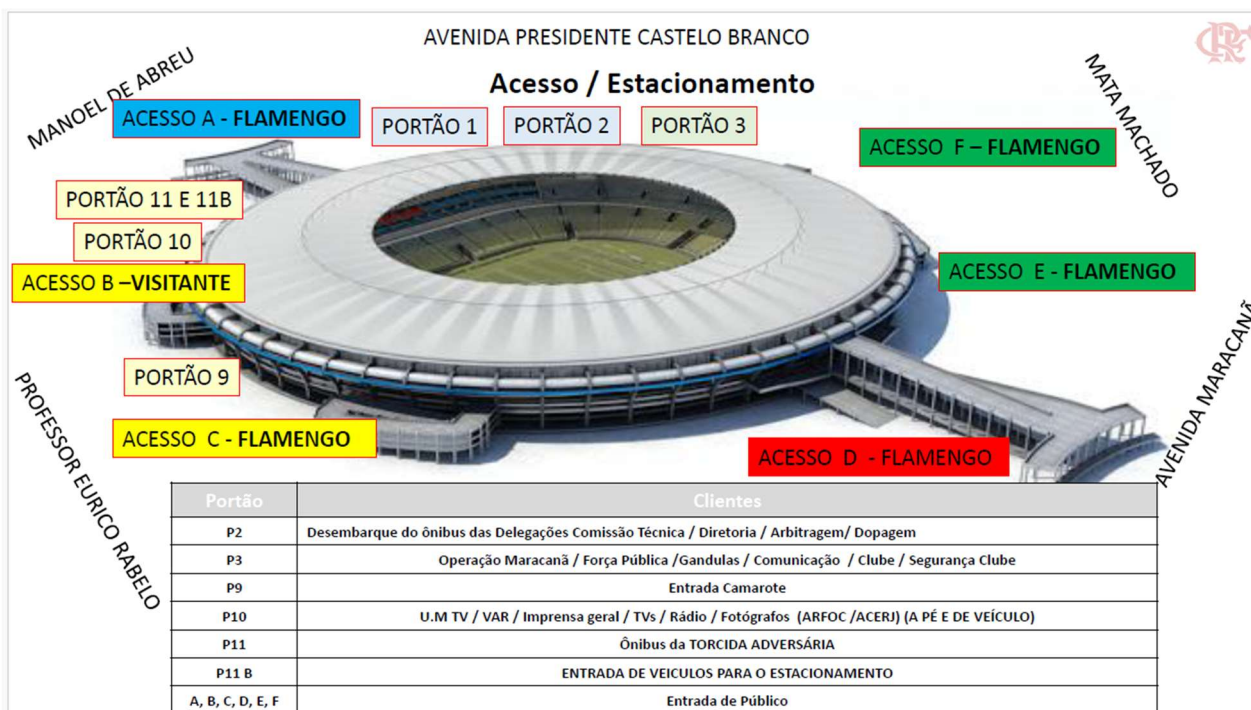 AVENIDA PRESIDENTE CASTELO BRANCO
MANOEL DE ABREU
Acesso / Estacionamento
MATA MACHADO
ACESSO A - FLAMENGO
PORTÃO 1
PORTÃO 2
PORTÃO 3
ACESSO F – FLAMENGO
PORTÃO 11 E 11B
PORTÃO 10
ACESSO B –VISITANTE
ACESSO E - FLAMENGO
PORTÃO 9
PROFESSOR EURICO RABELO
AVENIDA MARACANÃ
ACESSO C - FLAMENGO
ACESSO D - FLAMENGO
Portão Clientes
P2 Desembarque do ônibus das Delegações Comissão Técnica / Diretoria / Arbitragem/ Dopagem
P3 Operação Maracanã / Força Pública /Gandulas / Comunicação / Clube / Segurança Clube
P9 Entrada Camarote
P10 U.M TV / VAR / Imprensa geral / TVs / Rádio / Fotógrafos (ARFOC /ACERJ) (A PÉ E DE VEÍCULO)
P11 Ônibus da TORCIDA ADVERSÁRIA
P11 B ENTRADA DE VEICULOS PARA O ESTACIONAMENTO
A, B, C, D, E, F Entrada de Público